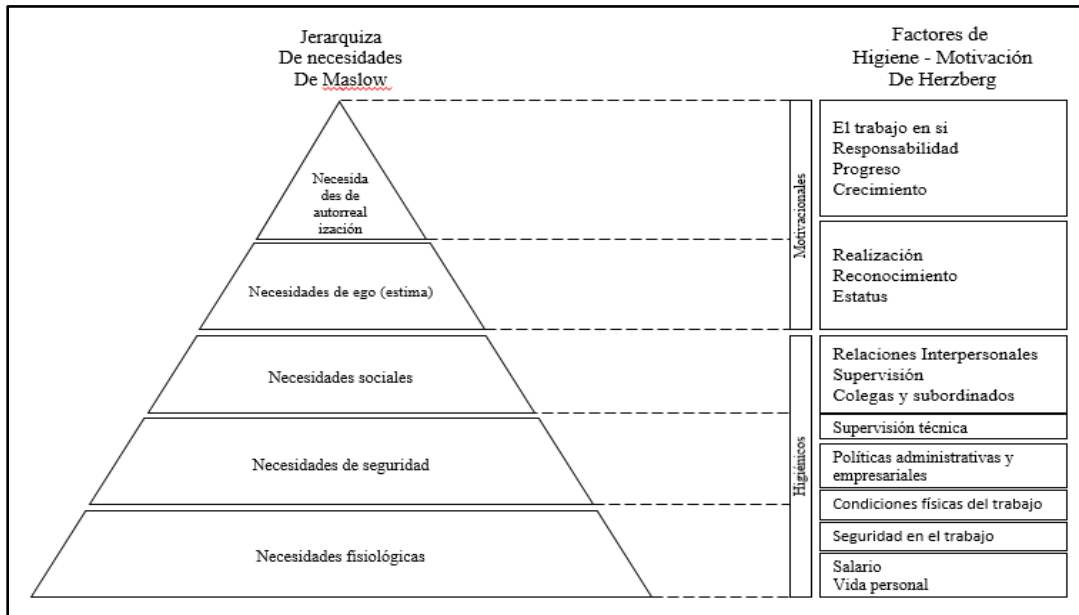 Jerarquiza
De necesidades
De Maslow
Factores de
Higiene - Motivación
De Herzberg
Necesida
des de
autorreal
ización
Necesidades de ego (estima)
Necesidades sociales
Necesidades de seguridad
Necesidades fisiológicas
Motivacionales
Higiénicos
El trabajo en si
Responsabilidad
Progreso
Crecimiento
Realización
Reconocimiento
Estatus
Relaciones Interpersonales
Supervisión
Colegas y subordinados
Supervisión técnica
Políticas administrativas y
empresariales
Condiciones físicas del trabajo
Seguridad en el trabajo
Salario
Vida personal